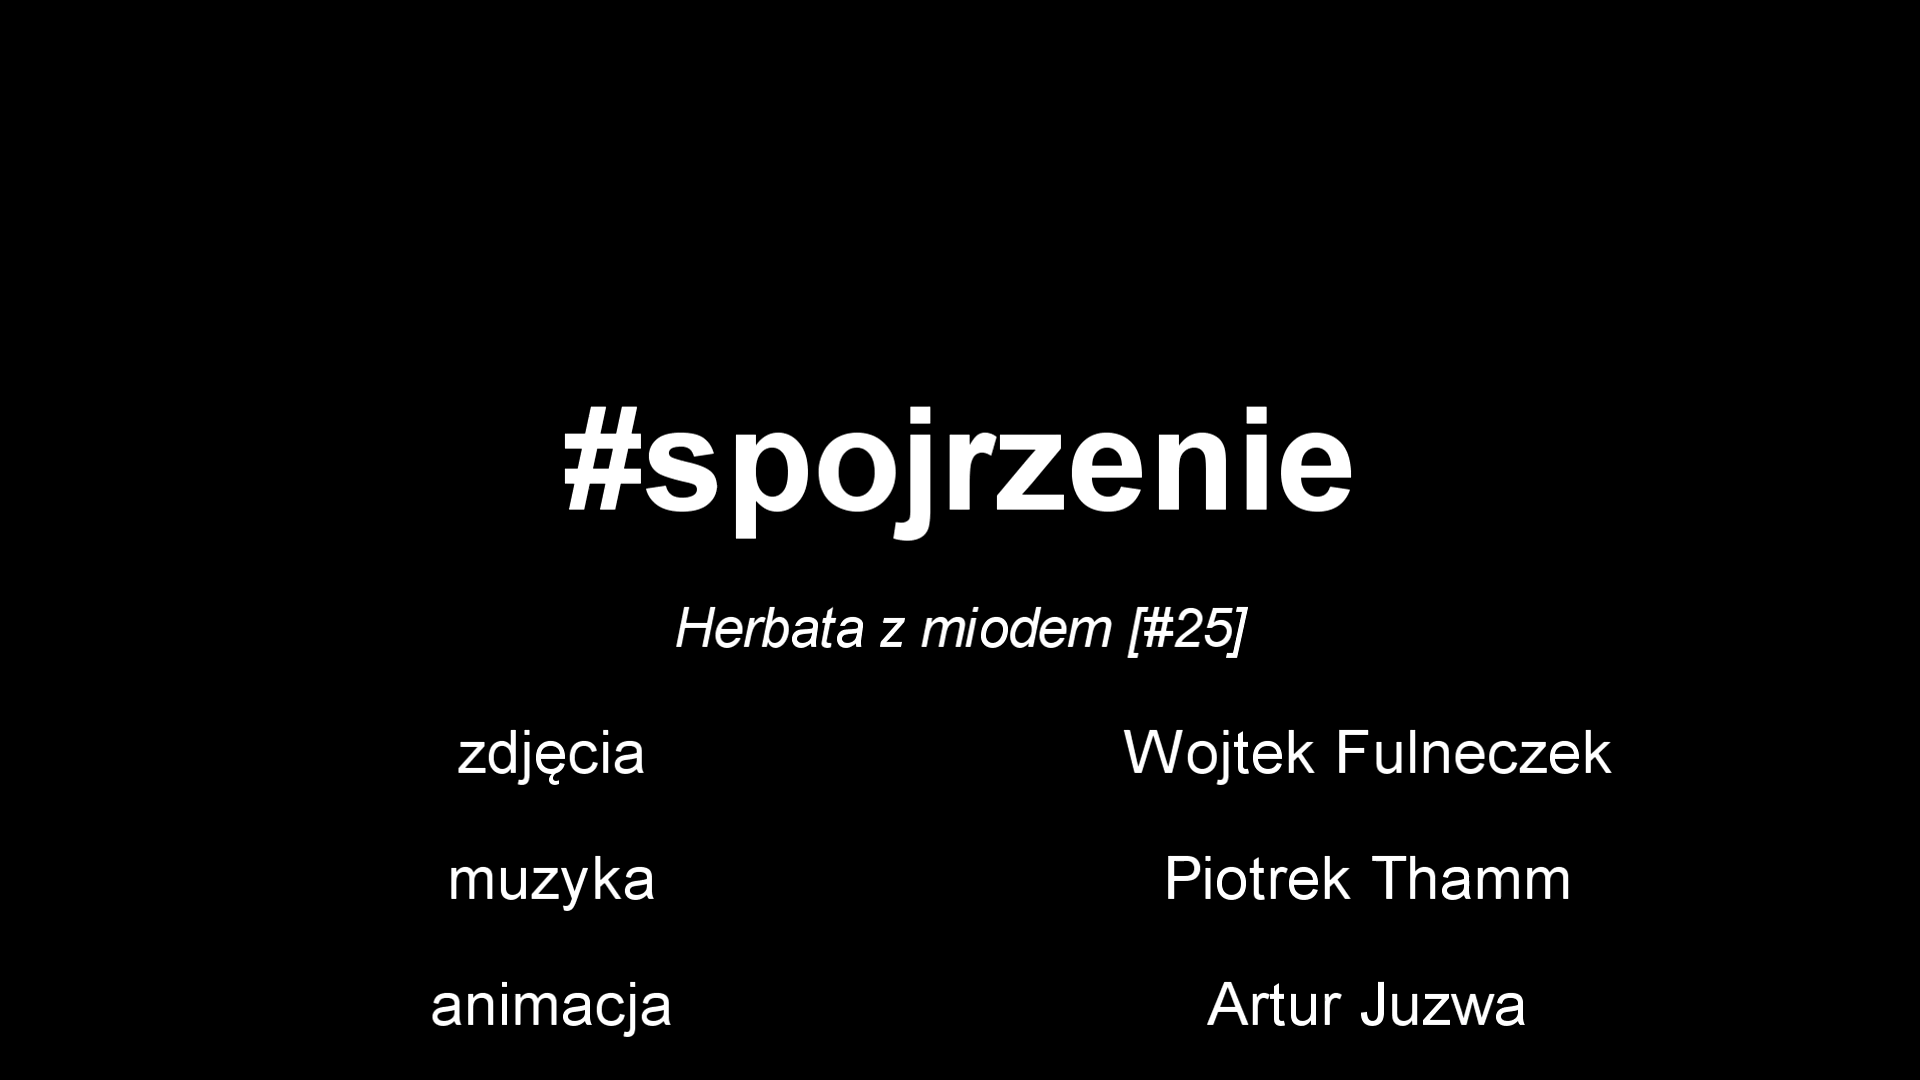 #spojrzenie
Herbata z miodem [#25]
zdjęcia Wojtek Fulneczek
muzyka Piotrek Thamm
animacja Artur Juzwa